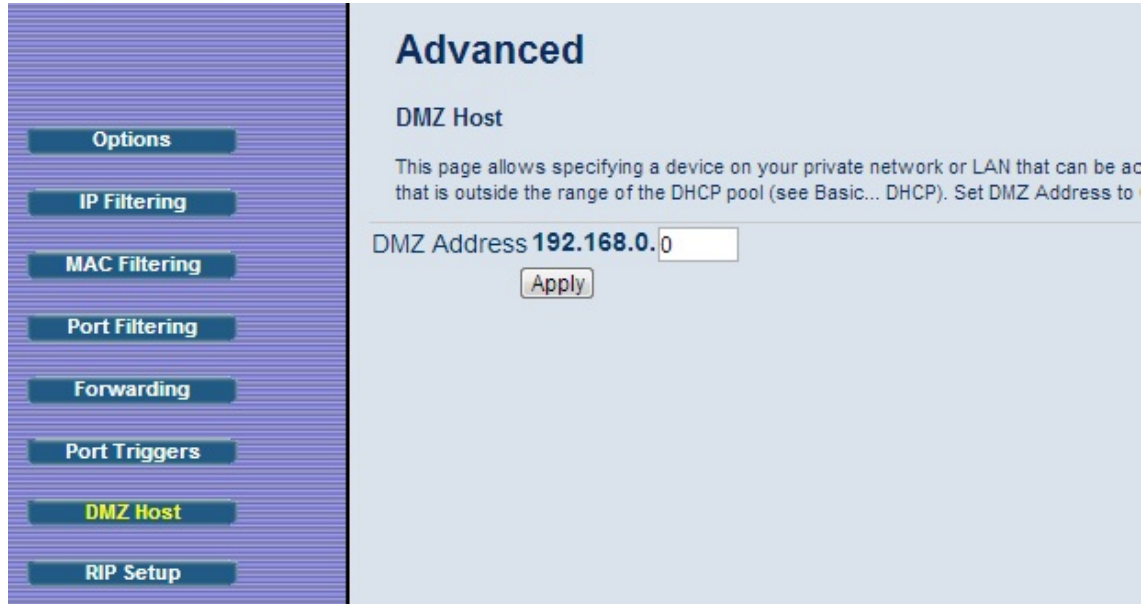 Advanced
DMZ Host
This page allows specifying a device on your private network or LAN that can be
that is outside the range of the DHCP pool (see Basic... DHCP). Set DMZ Address to
DMZ Address 192.168.0.0
Apply
Options
IP Filtering
MAC Filtering
Port Filtering
Forwarding
Port Triggers
DMZ Host
RIP Setup